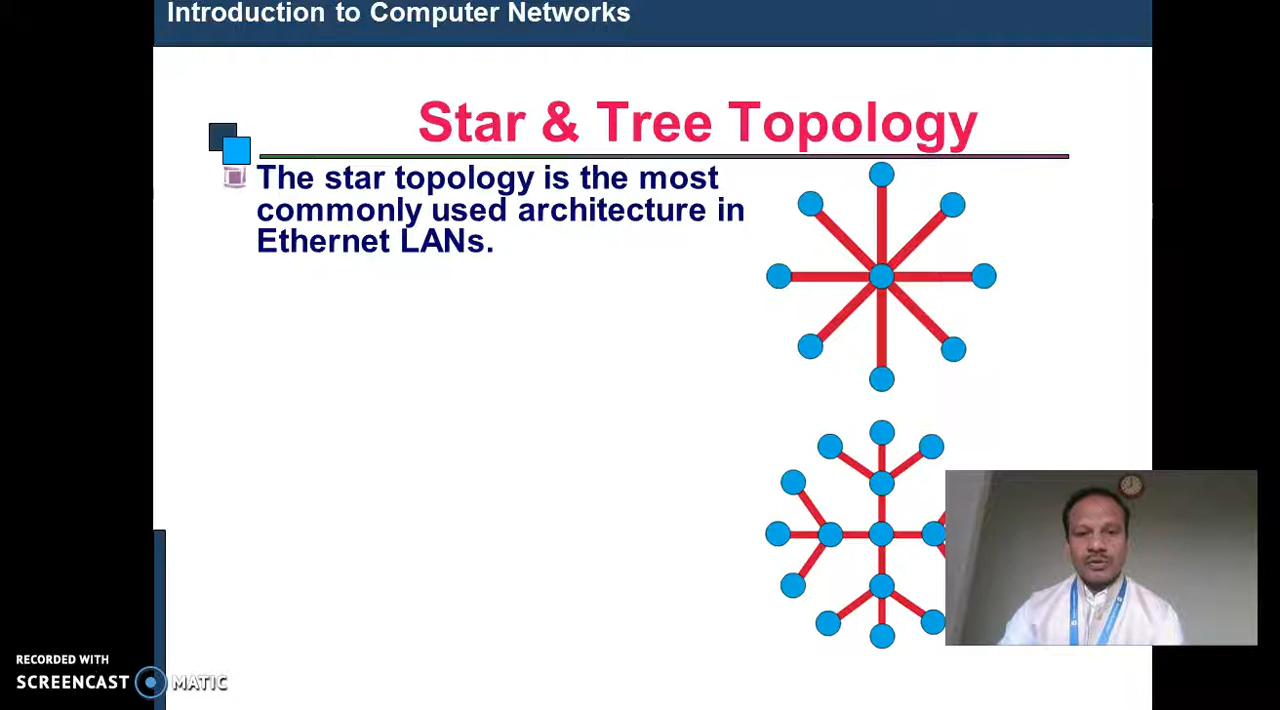 Introduction to Computer Networks
Star & Tree Topology
The star topology is the most
commonly used architecture in
Ethernet LANs.
RECORDED WITH
SCREENCAST MATIC